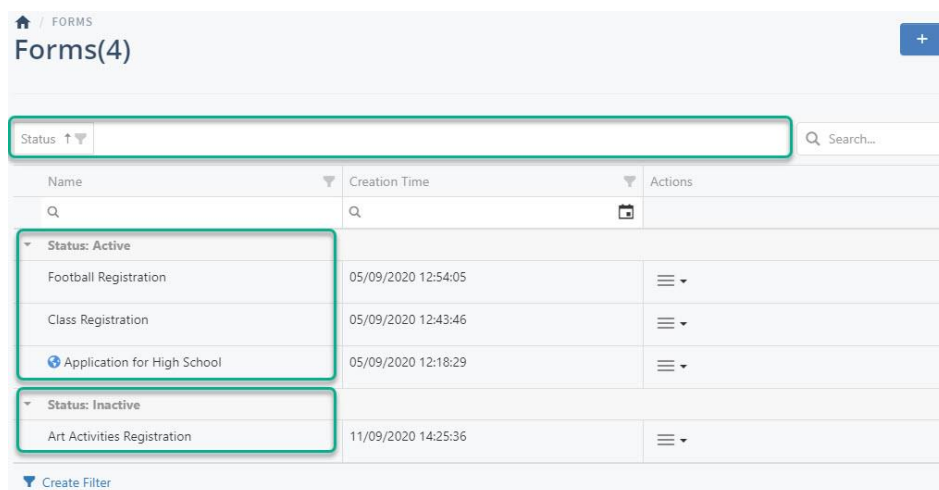 / FORMS
Forms(4)
+
Status
Search...
Name Creation Time Actions
Status: Active
Football Registration 05/09/2020 12:54:05
Class Registration 05/09/2020 12:43:46
Application for High School 05/09/2020 12:18:29
Status: Inactive
Art Activities Registration 11/09/2020 14:25:36
Create Filter